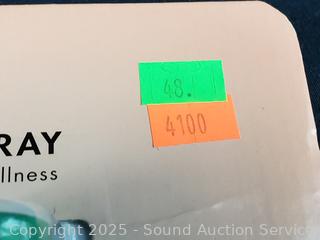 48.
4100
RAY
llness
Copyright 2025 - Sound Auction Service